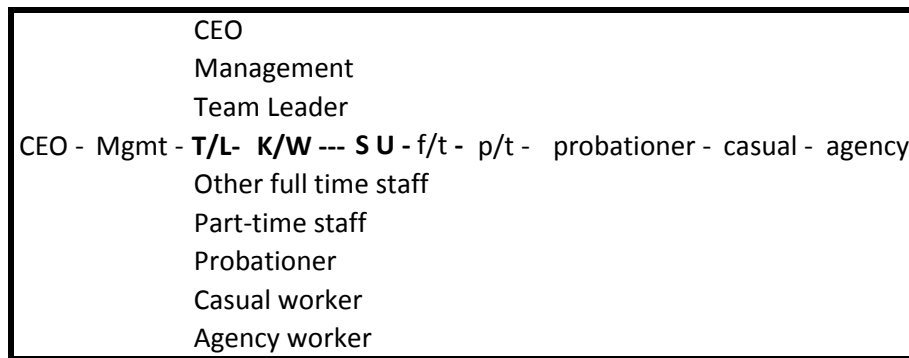 CEO
Management
Team Leader
CEO - Mgmt - T/L- K/W --- S U - f/t - p/t - probationer - casual - agency
Other full time staff
Part-time staff
Probationer
Casual worker
Agency worker